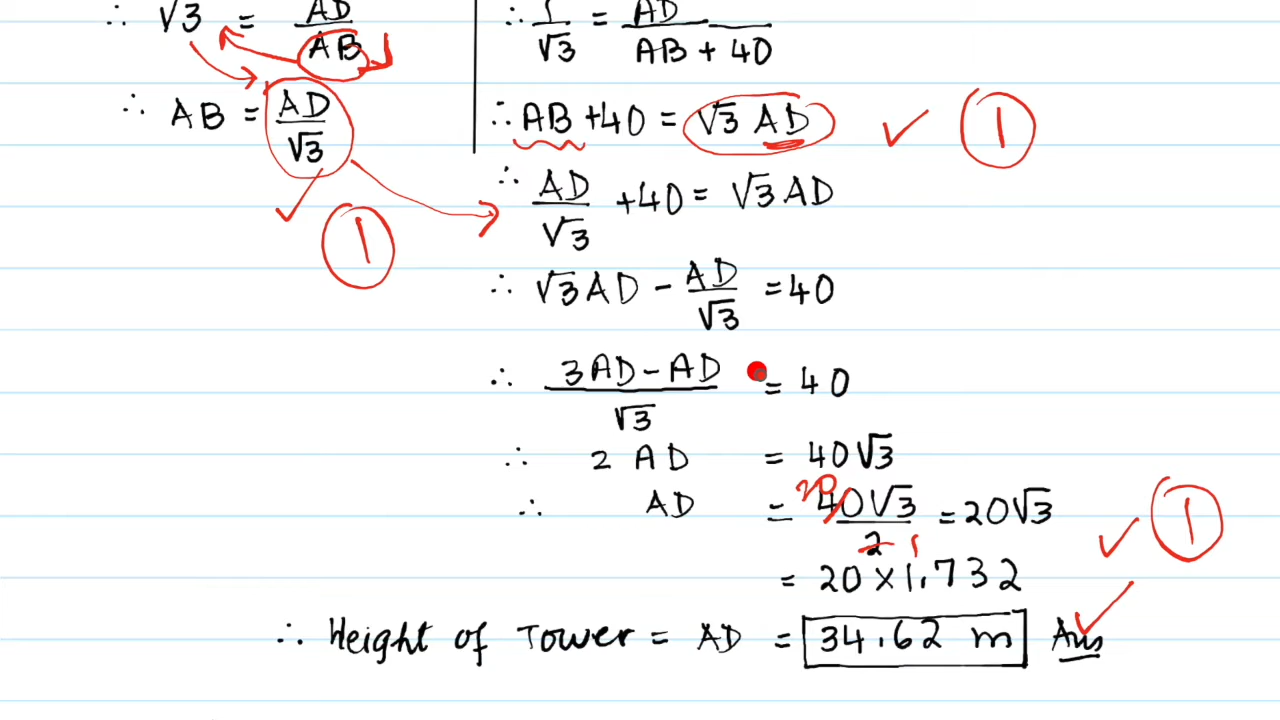 ∴ √3 = AD/AB
∴ AB = AD/√3
1
∴ 1/√3 = AD/AB + 40
∴ AB + 40 = √3 AD 1
∴ AD/√3 + 40 = √3 AD
∴ √3 AD - AD/√3 = 40
∴ 3AD - AD/√3 = 40
∴ 2 AD = 40√3
∴ AD = 40√3/2 = 20√3 1
20
1
= 20 × 1.732
∴ Height of Tower = AD = 34.62 m Ans